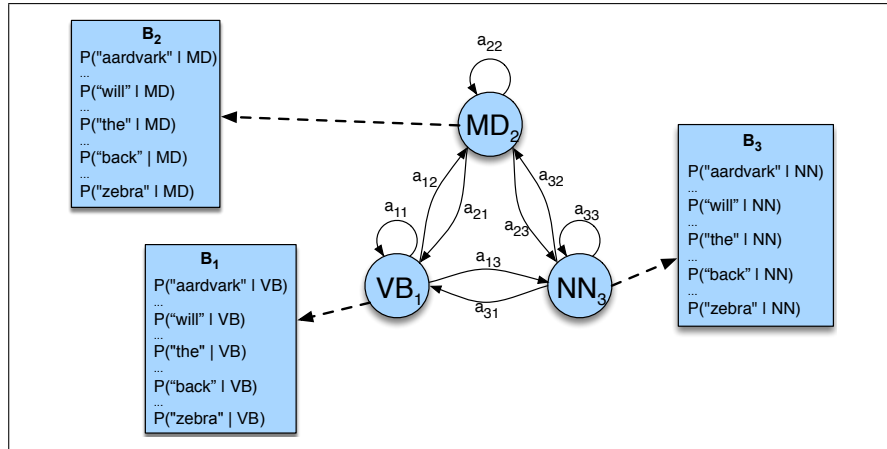 B2
P("aardvark" | MD)
...
P(“will” | MD)
...
P("the" | MD)
...
P(“back” | MD)
...
P("zebra" | MD)
a22
MD2
a12
a21
a32
a23
a11
a33
VB1
a13
a31
NN3
B1
P("aardvark" | VB)
...
P(“will” | VB)
...
P("the" | VB)
...
P(“back” | VB)
...
P("zebra" | VB)
B3
P("aardvark" | NN)
...
P(“will” | NN)
...
P("the" | NN)
...
P(“back” | NN)
...
P("zebra" | NN)